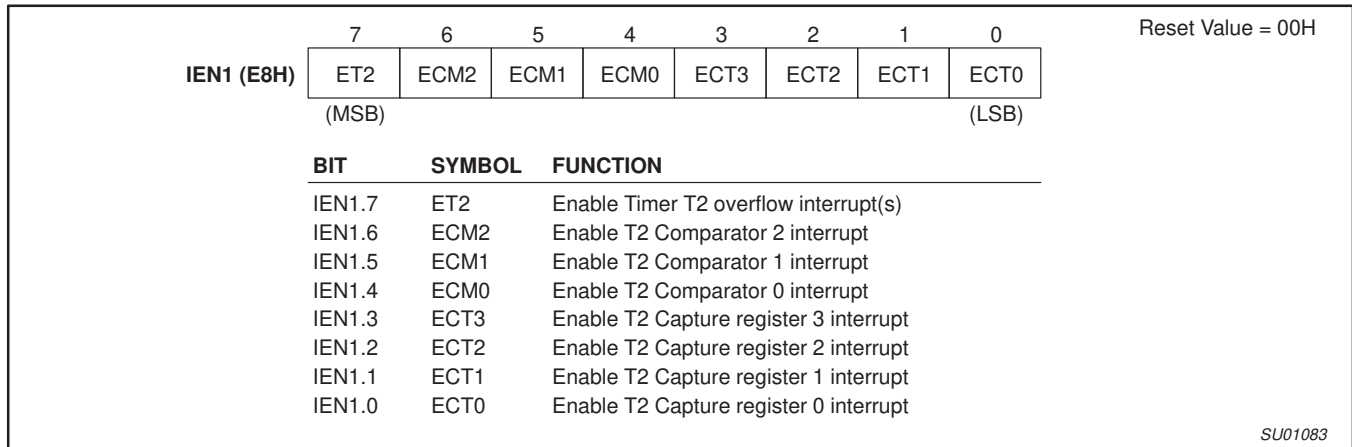 7 6 5 4 3 2 1 0 Reset Value = 00H
IEN1 (E8H) ET2 ECM2 ECM1 ECM0 ECT3 ECT2 ECT1 ECT0
(MSB) (LSB)
BIT SYMBOL FUNCTION
IEN1.7 ET2 Enable Timer T2 overflow interrupt(s)
IEN1.6 ECM2 Enable T2 Comparator 2 interrupt
IEN1.5 ECM1 Enable T2 Comparator 1 interrupt
IEN1.4 ECM0 Enable T2 Comparator 0 interrupt
IEN1.3 ECT3 Enable T2 Capture register 3 interrupt
IEN1.2 ECT2 Enable T2 Capture register 2 interrupt
IEN1.1 ECT1 Enable T2 Capture register 1 interrupt
IEN1.0 ECT0 Enable T2 Capture register 0 interrupt
SU01083